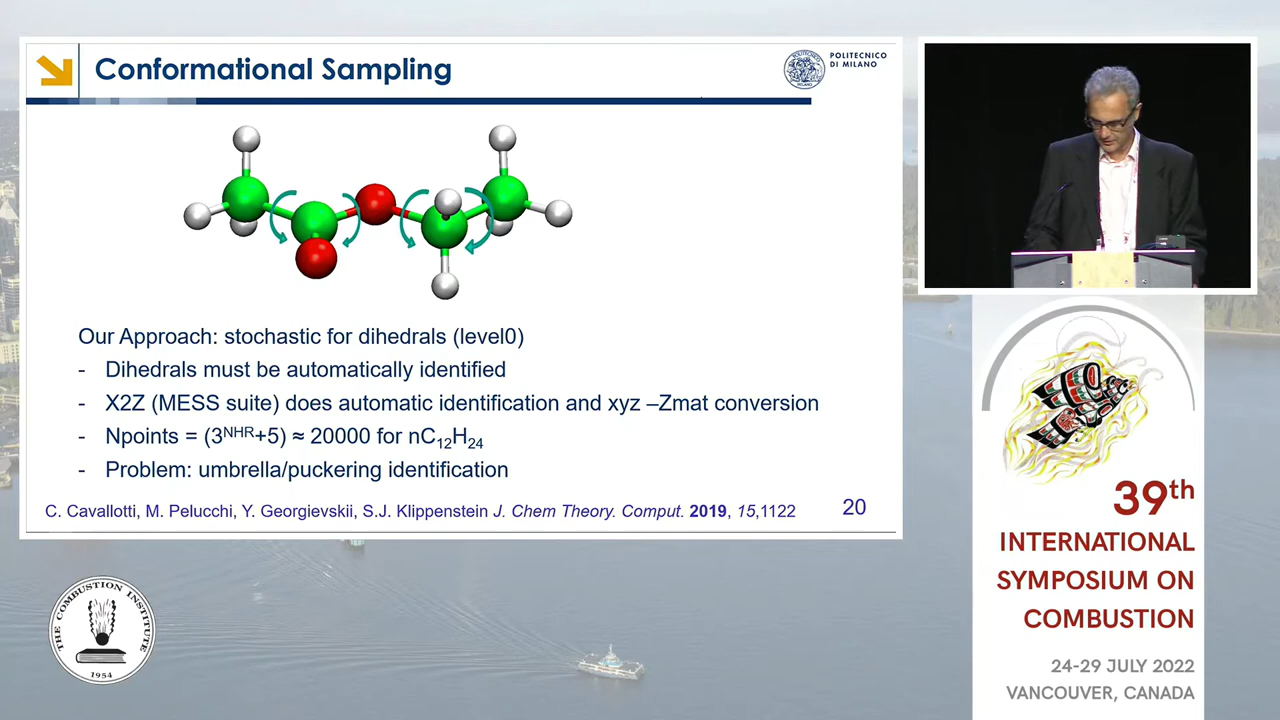 Conformational Sampling
POLITECNICO
DI MILANO
Our Approach: stochastic for dihedrals (level0)
- Dihedrals must be automatically identified
- X2Z (MESS suite) does automatic identification and xyz –Zmat conversion
- Npoints = (3^NHR+5) ≈ 20000 for nC₁₂H₂₄
- Problem: umbrella/puckering identification
C. Cavallotti, M. Pelucchi, Y. Georgievskii, S.J. Klippenstein J. Chem Theory. Comput. 2019, 15,1122
20
39th
INTERNATIONAL
SYMPOSIUM ON
COMBUSTION
24-29 JULY 2022
VANCOUVER, CANADA
THE COMBUSTION INSTITUTE
1954